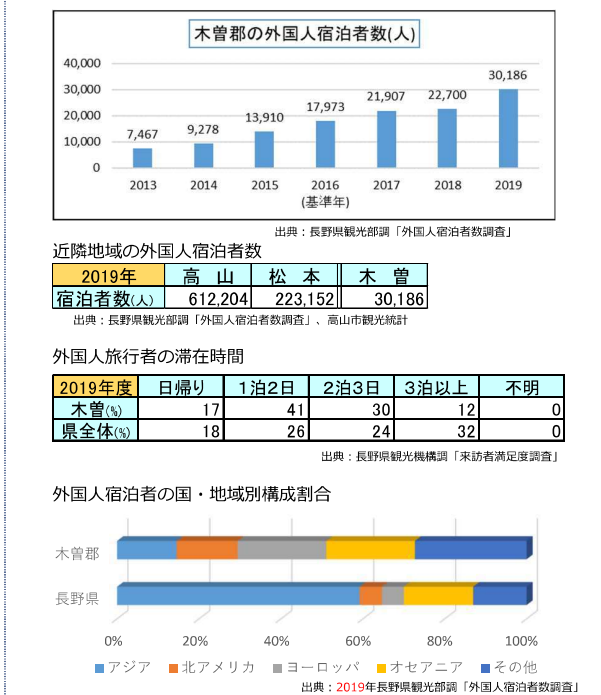 木曽郡の外国人宿泊者数(人)
40,000
30,000
20,000
10,000
0
7,467 9,278 13,910 17,973 21,907 22,700 30,186
2013 2014 2015 2016 2017 2018 2019
(基準年)
出典：長野県観光部調「外国人宿泊者数調査」
近隣地域の外国人宿泊者数
2019年 高 山 松 本 木 曽
宿泊者数(人) 612,204 223,152 30,186
出典：長野県観光部調「外国人宿泊者数調査」、高山市観光統計
外国人旅行者の滞在時間
2019年度 日帰り 1泊2日 2泊3日 3泊以上 不明
木曽(%) 17 41 30 12 0
県全体(%) 18 26 24 32 0
出典：長野県観光機構調「来訪者満足度調査」
外国人宿泊者の国・地域別構成割合
木曽郡
長野県
0% 20% 40% 60% 80% 100%
アジア 北アメリカ ヨーロッパ オセアニア その他
出典：2019年長野県観光部調「外国人宿泊者数調査」